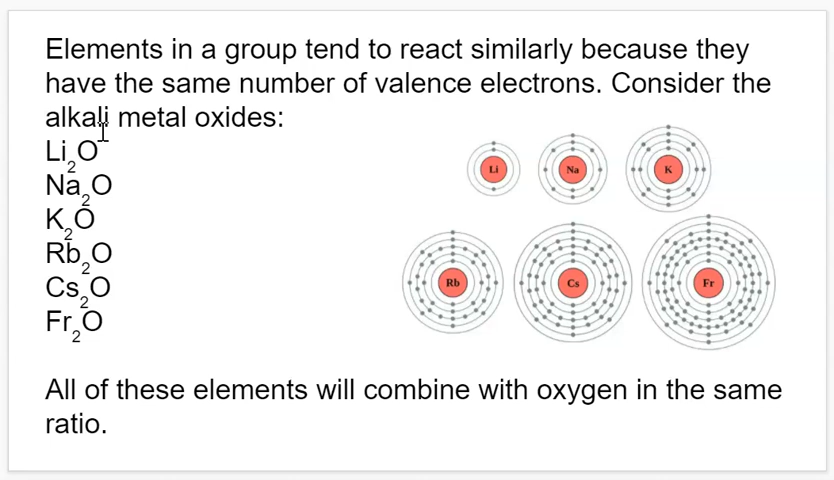 Elements in a group tend to react similarly because they
have the same number of valence electrons. Consider the
alkali metal oxides:
Li₂O
Na₂O
K₂O
Rb₂O
Cs₂O
Fr₂O
Li Na K
Rb Cs Fr
All of these elements will combine with oxygen in the same
ratio.